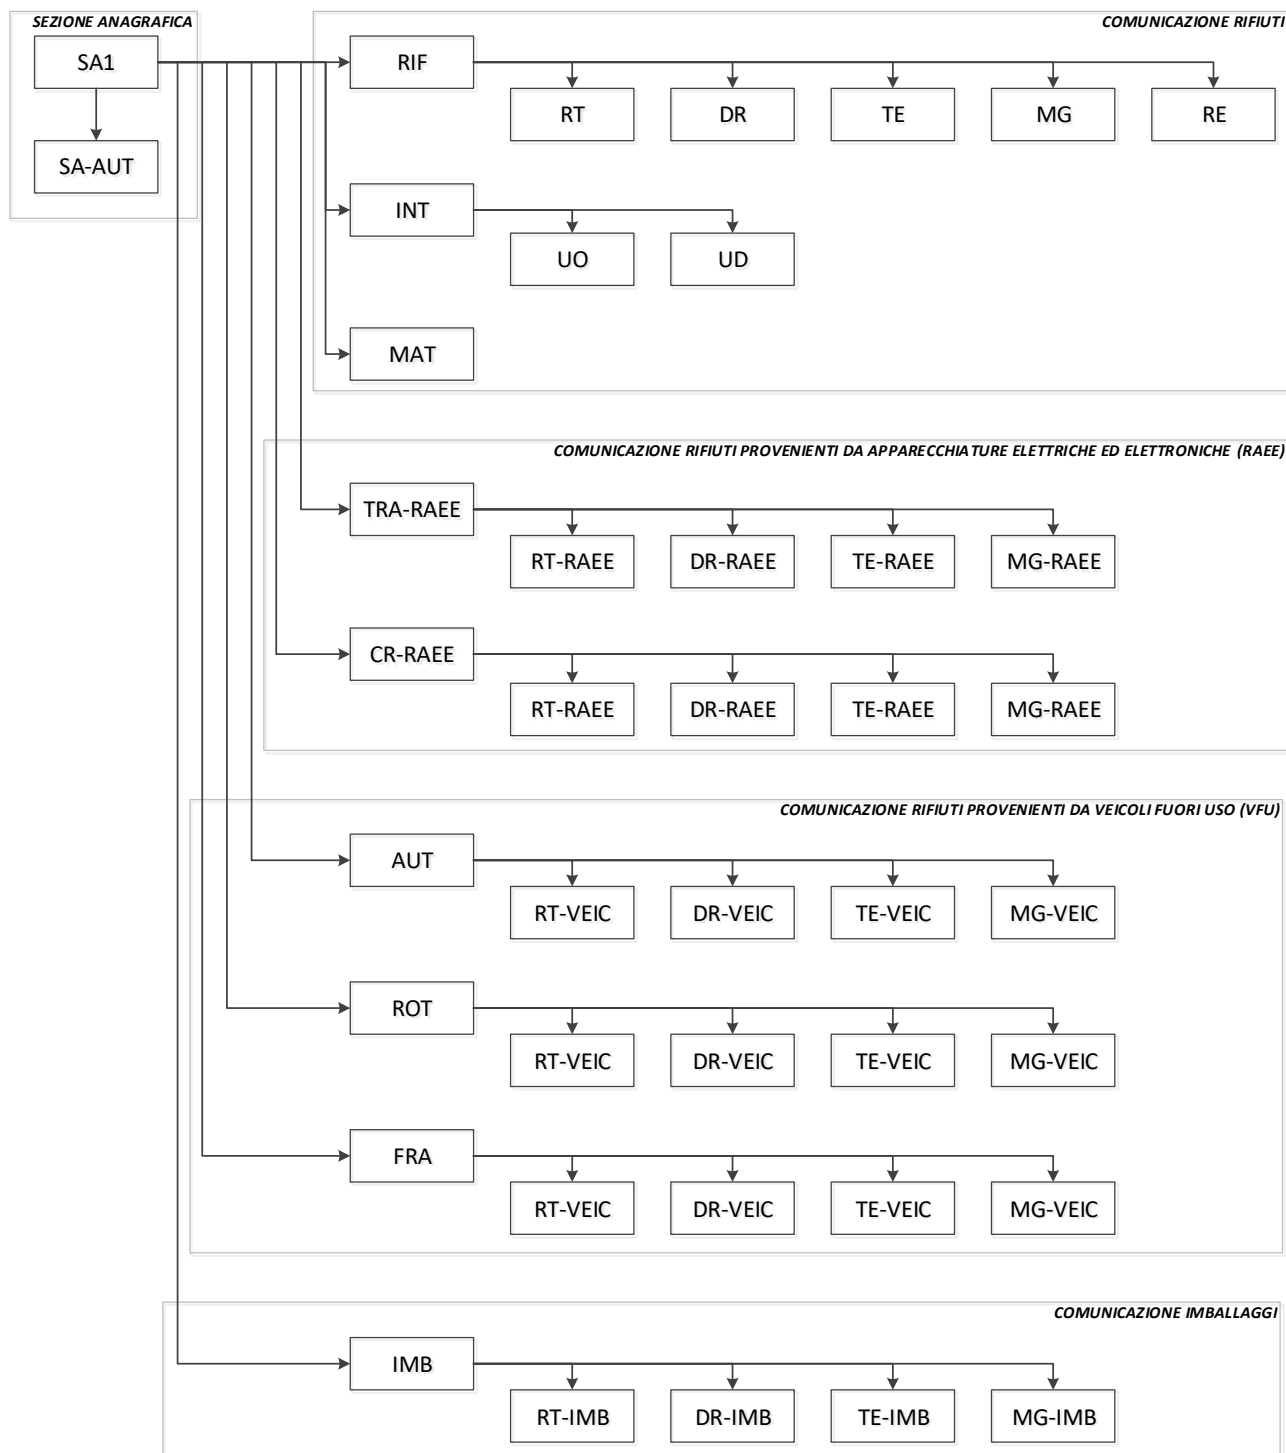 SEZIONE ANAGRAFICA
SA1
SA-AUT
COMUNICAZIONE RIFIUTI
RIF
RT DR TE MG RE
INT
UO UD
MAT
COMUNICAZIONE RIFIUTI PROVENIENTI DA APPARECCHIATURE ELETTRICHE ED ELETTRONICHE (RAEE)
TRA-RAEE
RT-RAEE DR-RAEE TE-RAEE MG-RAEE
CR-RAEE
RT-RAEE DR-RAEE TE-RAEE MG-RAEE
COMUNICAZIONE RIFIUTI PROVENIENTI DA VEICOLI FUORI USO (VFU)
AUT
RT-VEIC DR-VEIC TE-VEIC MG-VEIC
ROT
RT-VEIC DR-VEIC TE-VEIC MG-VEIC
FRA
RT-VEIC DR-VEIC TE-VEIC MG-VEIC
COMUNICAZIONE IMBALLAGGI
IMB
RT-IMB DR-IMB TE-IMB MG-IMB